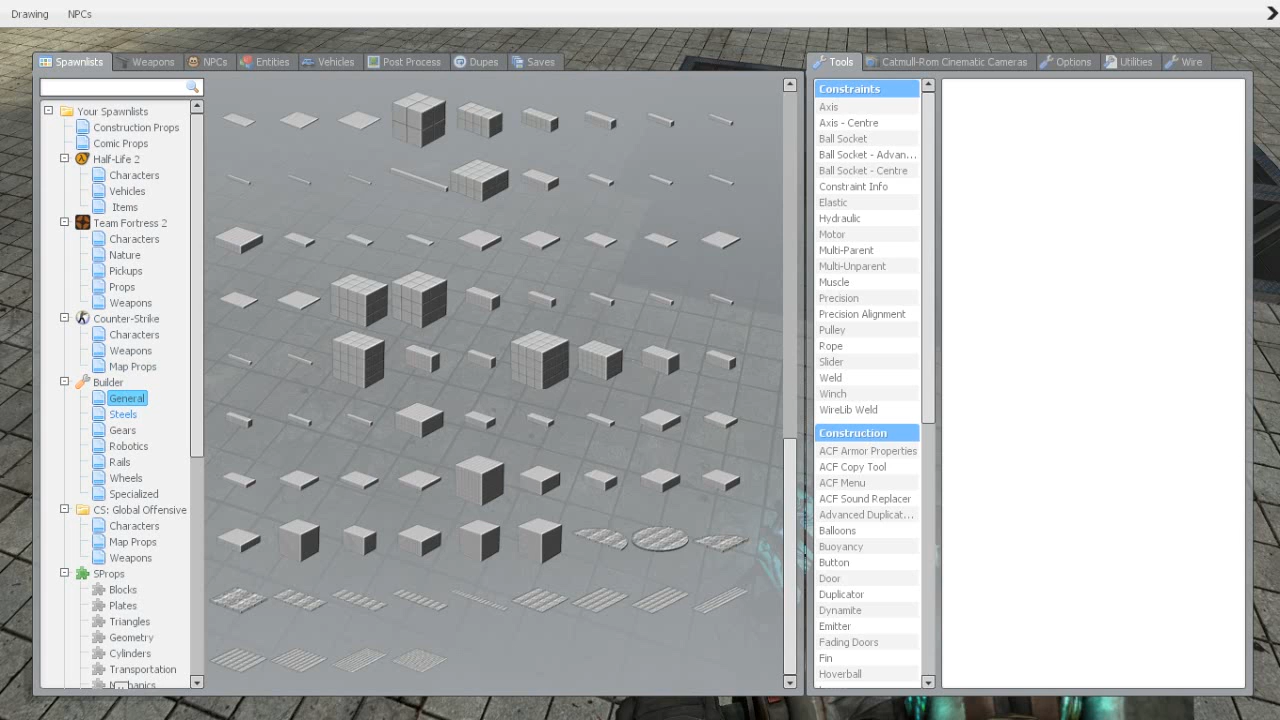 Drawing NPCs
Spawnlists Weapons NPCs Entities Vehicles Post Process Dupes Saves
Your Spawnlists
Construction Props
Comic Props
Half-Life 2
Characters
Vehicles
Items
Team Fortress 2
Characters
Nature
Pickups
Props
Weapons
Counter-Strike
Characters
Weapons
Map Props
Builder
General
Steels
Gears
Robotics
Rails
Wheels
Specialized
CS: Global Offensive
Characters
Map Props
Weapons
SProps
Blocks
Plates
Triangles
Geometry
Cylinders
Transportation
Tools Catmull-Rom Cinematic Cameras Options Utilities Wire
Constraints
Axis
Axis - Centre
Ball Socket
Ball Socket - Advan...
Ball Socket - Centre
Constraint Info
Elastic
Hydraulic
Motor
Multi-Parent
Multi-Unparent
Muscle
Precision
Precision Alignment
Pulley
Rope
Slider
Weld
Winch
WireLib Weld
Construction
ACF Armor Properties
ACF Copy Tool
ACF Menu
ACF Sound Replacer
Advanced Duplicat...
Balloons
Buoyancy
Button
Door
Duplicator
Dynamite
Emitter
Fading Doors
Fin
Hoverball